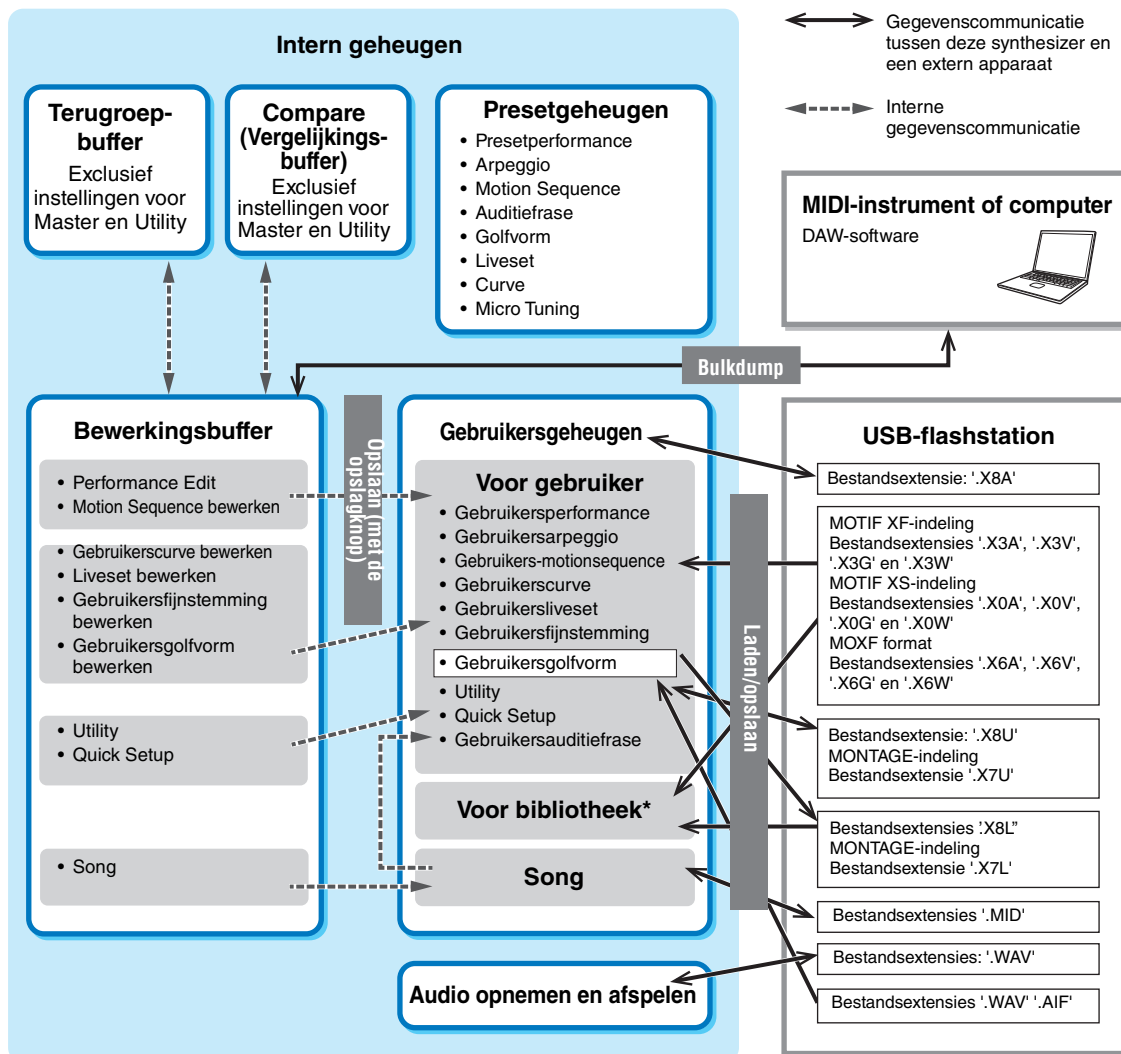 Intern geheugen
Terugroep-
buffer
Exclusief
instellingen voor
Master en Utility
Compare
(Vergelijkings-
buffer)
Exclusief
instellingen voor
Master en Utility
Presetgeheugen
• Presetperformance
• Arpeggio
• Motion Sequence
• Auditiefrase
• Golfvorm
• Liveset
• Curve
• Micro Tuning
Gegevenscommunicatie
tussen deze synthesizer en
een extern apparaat
Interne
gegevenscommunicatie
MIDI-instrument of computer
DAW-software
Bulkdump
Bewerkingsbuffer
• Performance Edit
• Motion Sequence bewerken
• Gebruikerscurve bewerken
• Liveset bewerken
• Gebruikersfijnstemming
bewerken
• Gebruikersgolfvorm
bewerken
• Utility
• Quick Setup
• Song
Opslaan (met de
opslagknop)
Gebruikersgeheugen
Voor gebruiker
• Gebruikersperformance
• Gebruikersarpeggio
• Gebruikers-motionsequence
• Gebruikerscurve
• Gebruikersliveset
• Gebruikersfijnstemming
• Gebruikersgolfvorm
• Utility
• Quick Setup
• Gebruikersauditiefrase
Voor bibliotheek*
Song
Audio opnemen en afspelen
Laden/opslaan
USB-flashstation
Bestandsextensie: '.X8A'
MOTIF XF-indeling
Bestandsextensies '.X3A', '.X3V',
'.X3G' en '.X3W'
MOTIF XS-indeling
Bestandsextensies '.X0A', '.X0V',
'.X0G' en '.X0W'
MOXF format
Bestandsextensies '.X6A', '.X6V',
'.X6G' en '.X6W'
Bestandsextensie: '.X8U'
MONTAGE-indeling
Bestandsextensie '.X7U'
Bestandsextensies '.X8L"
MONTAGE-indeling
Bestandsextensie '.X7L'
Bestandsextensies '.MID'
Bestandsextensies: '.WAV'
Bestandsextensies '.WAV' '.AIF'